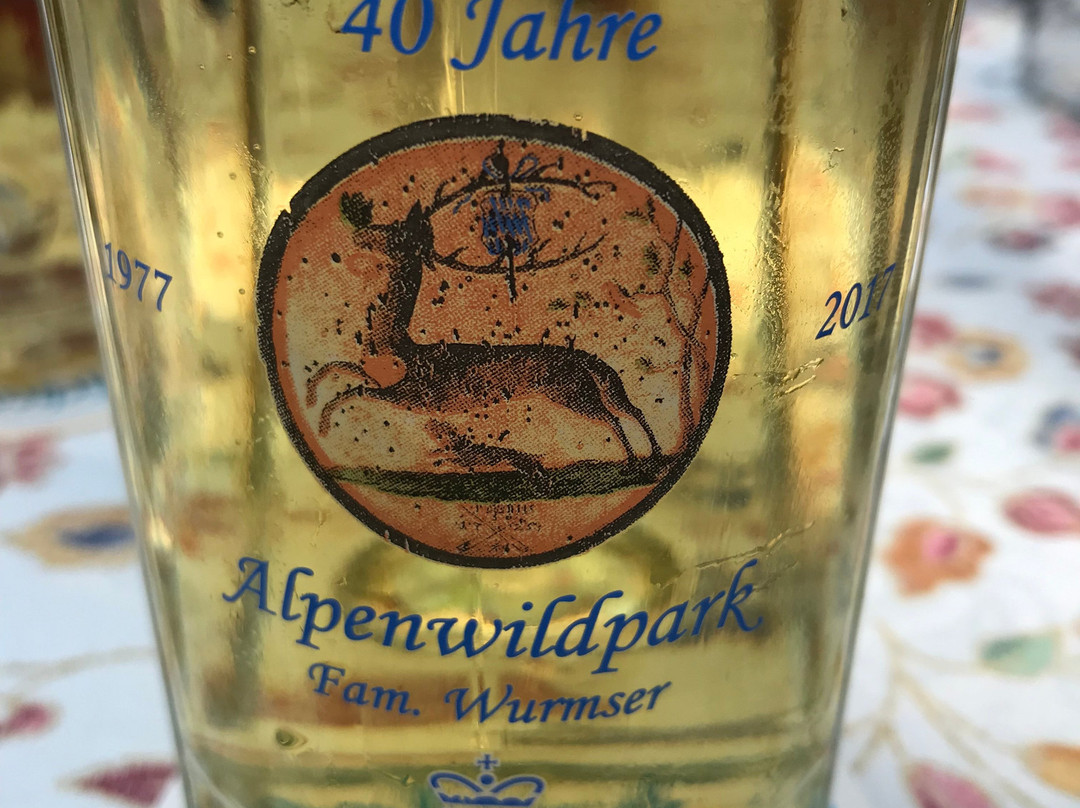 40 Jahre
1977
2017
Alpenwildpark
Fam. Wurmser